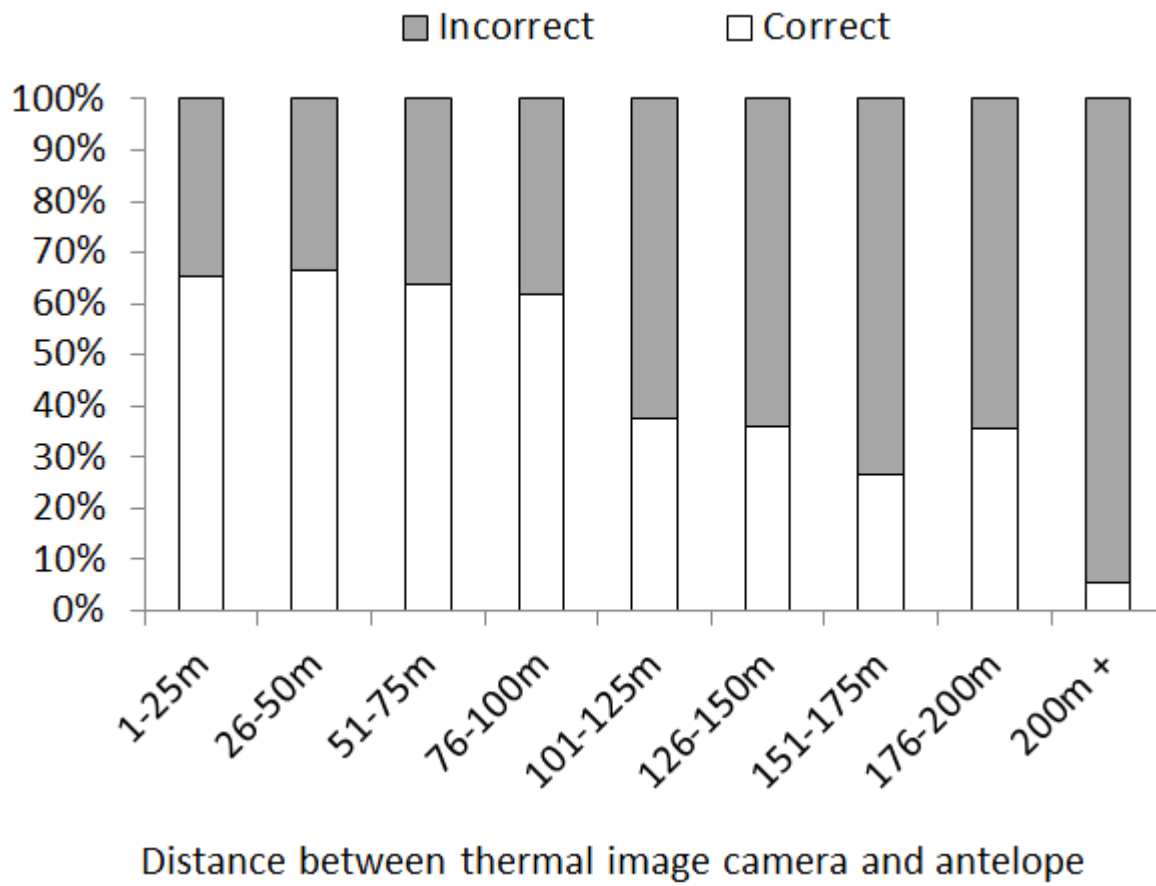 Incorrect Correct
100%
90%
80%
70%
60%
50%
40%
30%
20%
10%
0%
1-25m
26-50m
51-75m
76-100m
101-125m
126-150m
151-175m
176-200m
200m +
Distance between thermal image camera and antelope